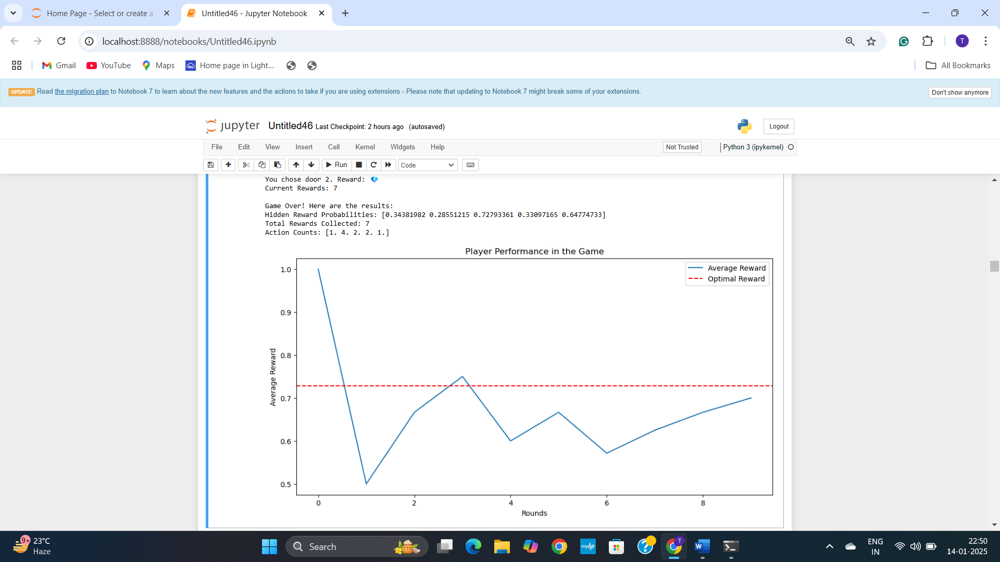 Home Page - Select or create a
Untitled46 - Jupyter Notebook
localhost:8888/notebooks/Untitled46.ipynb
T
Gmail
YouTube
Maps
Home page in Light...
All Bookmarks
UPDATE Read the migration plan to Notebook 7 to learn about the new features and the actions to take if you are using extensions - Please note that updating to Notebook 7 might break some of your extensions.
Don't show anymore
jupyter Untitled46 Last Checkpoint: 2 hours ago (autosaved)
Logout
File Edit View Insert Cell Kernel Widgets Help
Not Trusted
Python 3 (ipykernel)
Run
Code
You chose door 2. Reward: 💎
Current Rewards: 7
Game Over! Here are the results:
Hidden Reward Probabilities: [0.34381982 0.28551215 0.72793361 0.33097165 0.64774733]
Total Rewards Collected: 7
Action Counts: [1. 4. 2. 2. 1.]
Player Performance in the Game
Average Reward
Optimal Reward
1.0
0.9
0.8
0.7
0.6
0.5
Average Reward
0 2 4 6 8
Rounds
9+
23°C
Haze
Search
myhp
T
W
ENG
IN
22:50
14-01-2025